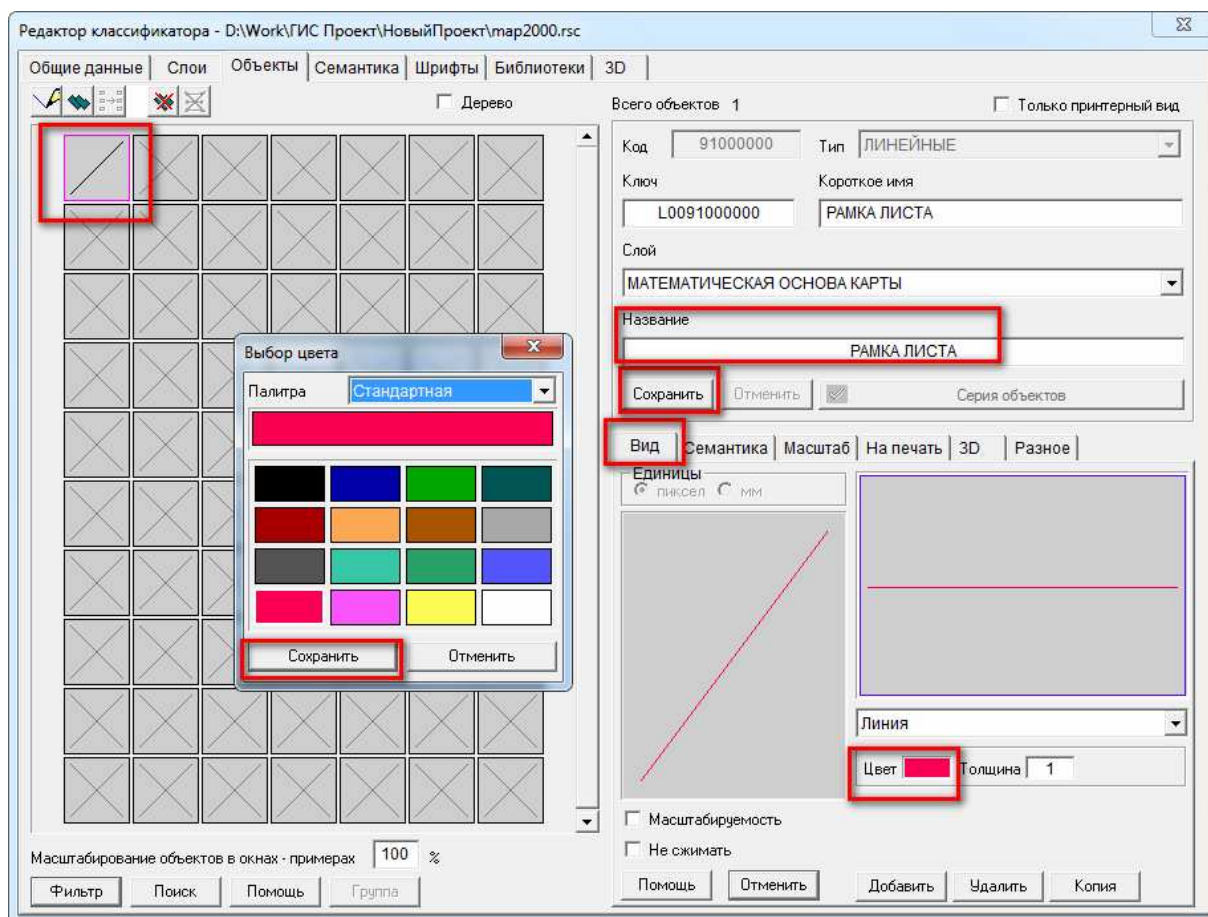 Редактор классификатора - D:\Work\ГИС Проект\НовыйПроект\map2000.rsc
Общие данные Слои Объекты Семантика Шрифты Библиотеки 3D
Дерево
Всего объектов 1 Только принтерный вид
Код 91000000 Тип ЛИНЕЙНЫЕ
Ключ Короткое имя
L0091000000 РАМКА ЛИСТА
Слой
МАТЕМАТИЧЕСКАЯ ОСНОВА КАРТЫ
Название
РАМКА ЛИСТА
Сохранить Отменить Серия объектов
Вид Семантика Масштаб На печать 3D Разное
Единицы
пиксел мм
Линия
Цвет Толщина 1
Масштабируемость
Не сжимать
Помощь Отменить Добавить Удалить Копия
Выбор цвета
Палитра Стандартная
Сохранить Отменить
Масштабирование объектов в окнах - примерах 100 %
Фильтр Поиск Помощь Группа